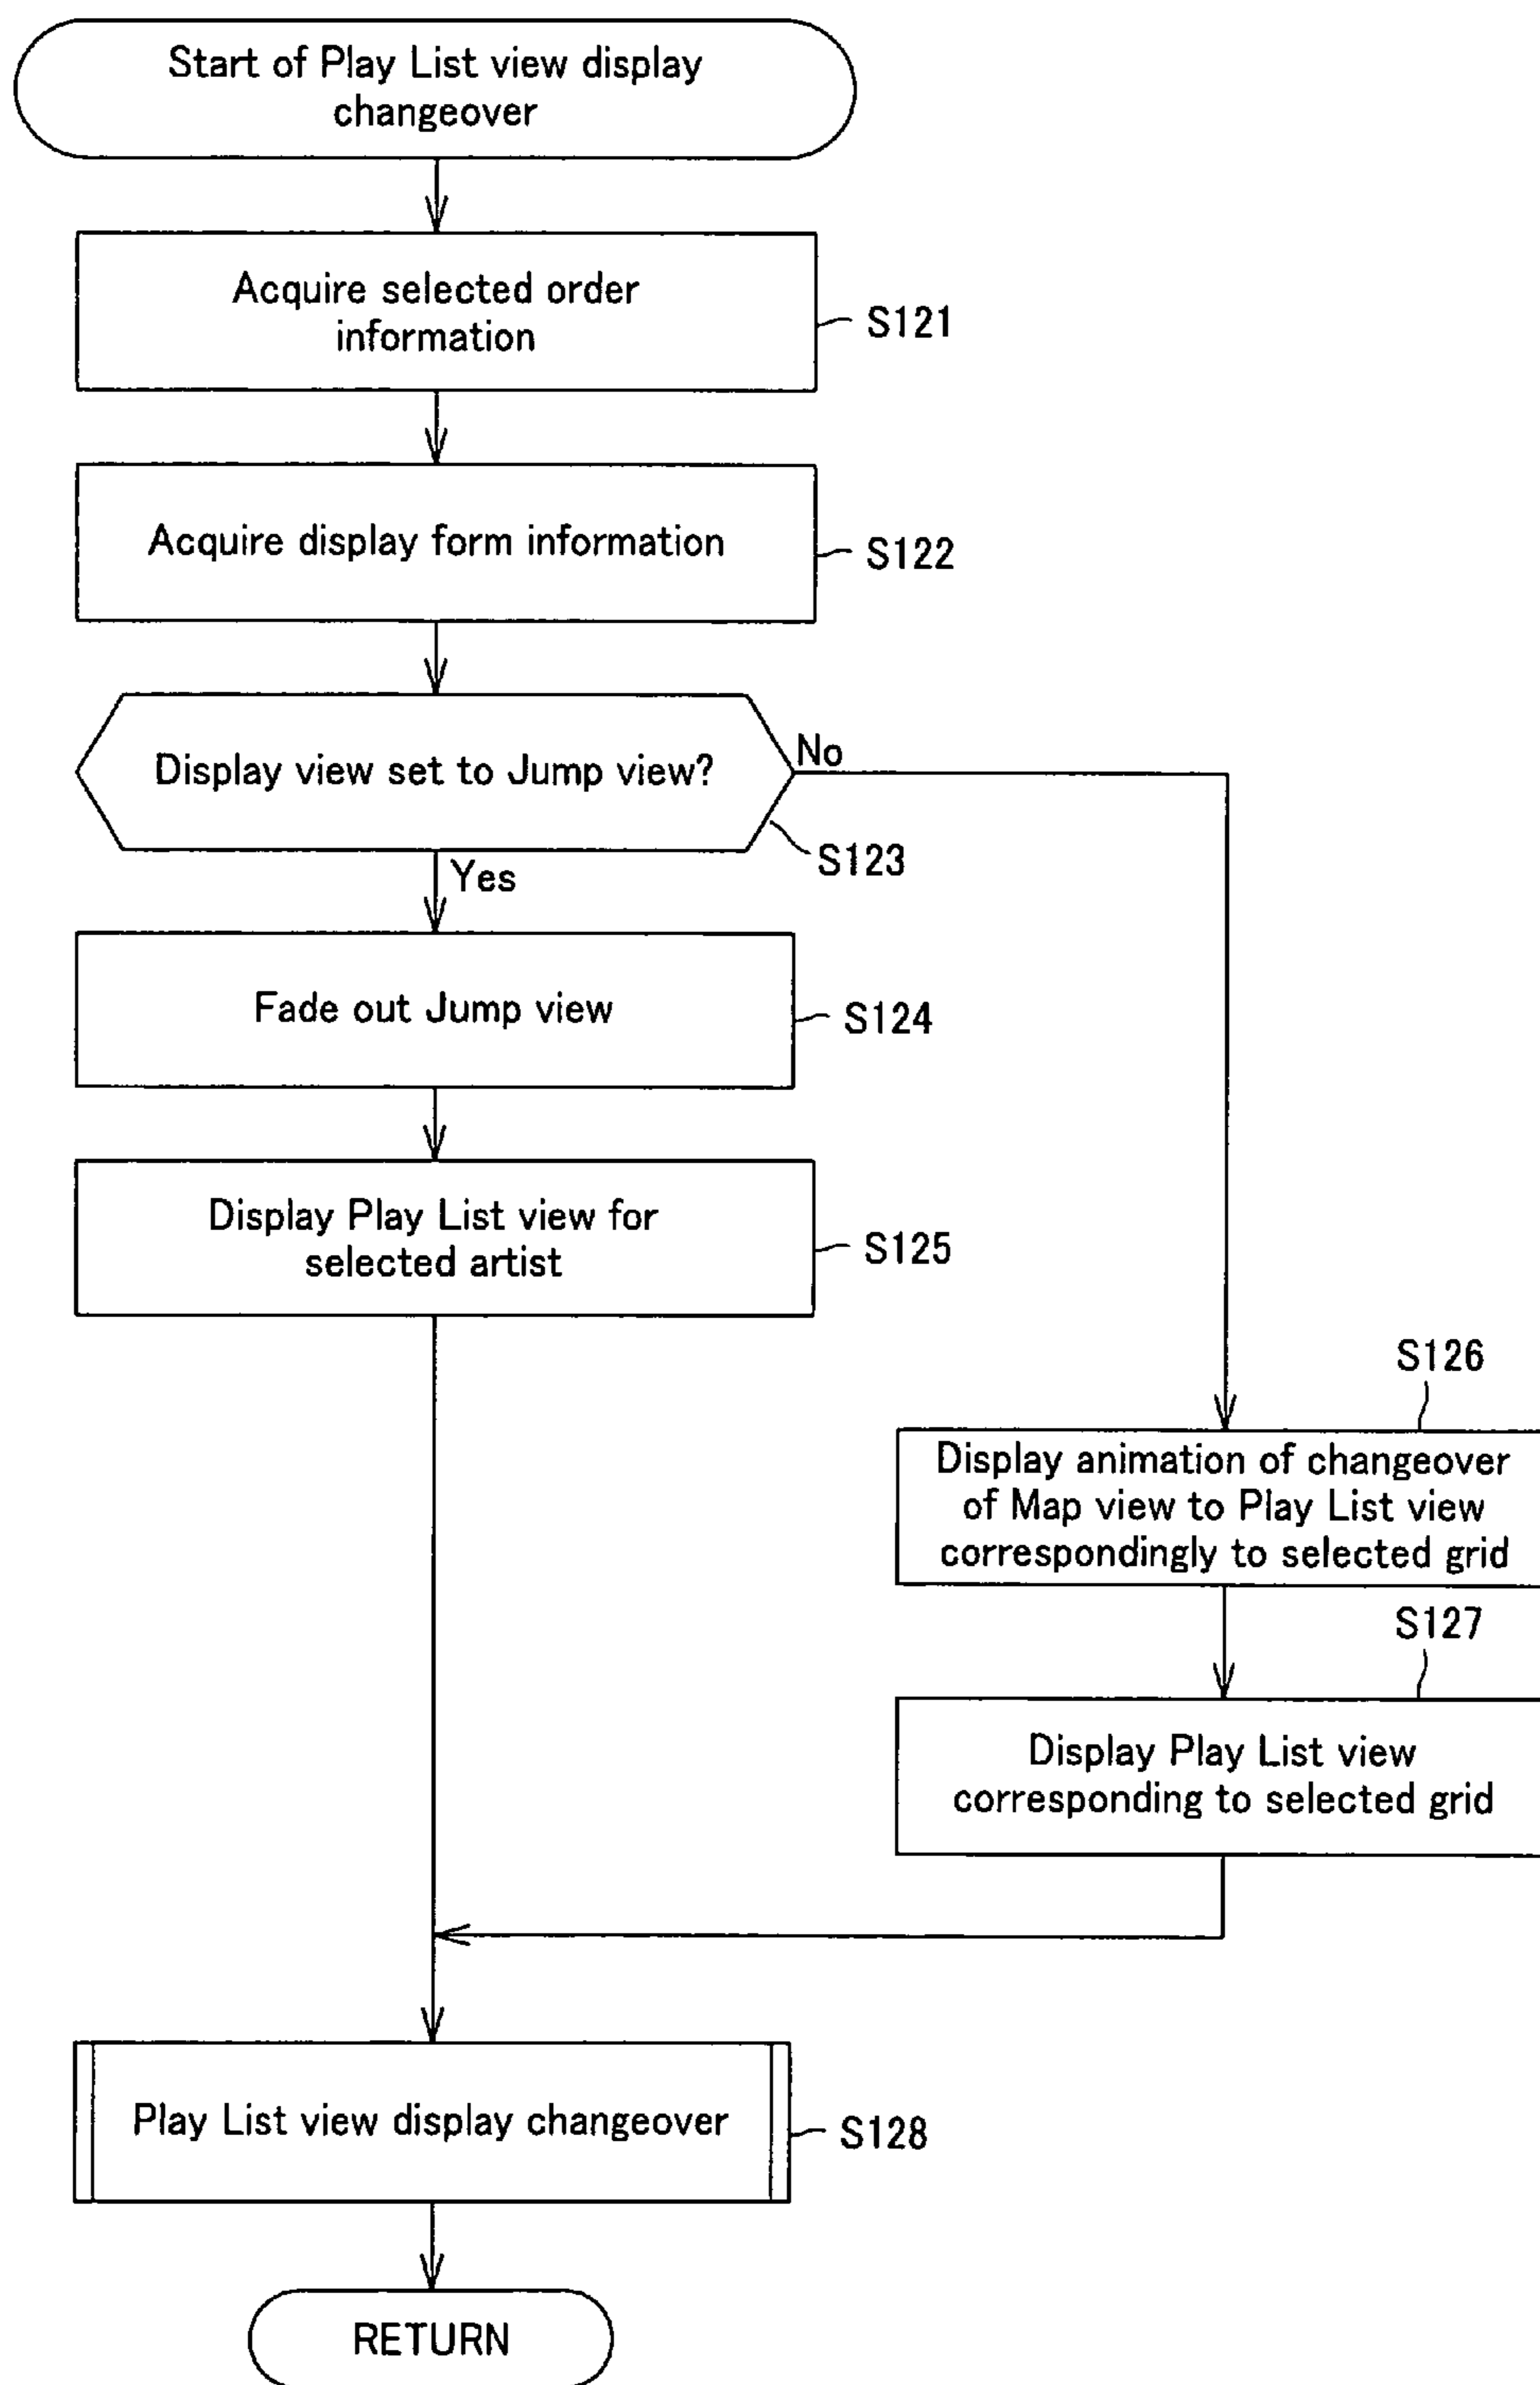 Start of Play List view display
changeover
Acquire selected order
information
S121
Acquire display form information
S122
Display view set to Jump view?
No
S123
Yes
Fade out Jump view
S124
Display Play List view for
selected artist
S125
S126
Display animation of changeover
of Map view to Play List view
correspondingly to selected grid
S127
Display Play List view
corresponding to selected grid
Play List view display changeover
S128
RETURN